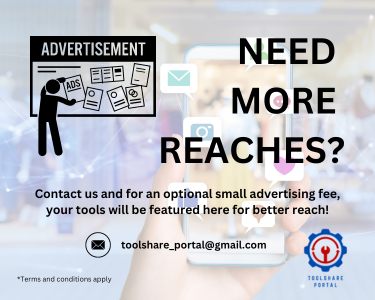 ADVERTISEMENT
ADS
NEED
MORE
REACHES?
Contact us and for an optional small advertising fee,
your tools will be featured here for better reach!
toolshare_portal@gmail.com
TOOLSHARE
PORTAL
*Terms and conditions apply